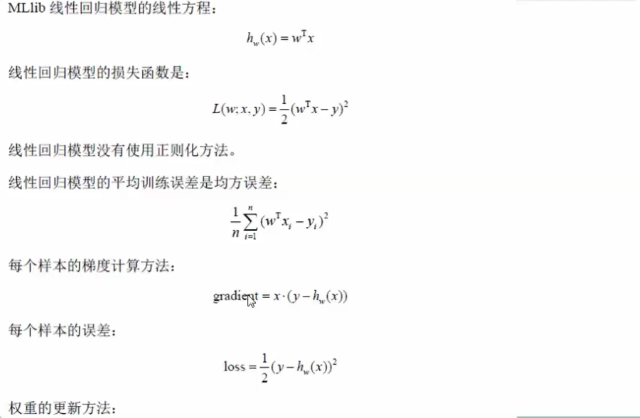 MLlib 线性回归模型的线性方程：
h_w(x) = w^T x
线性回归模型的损失函数是：
L(w; x, y) = \frac{1}{2}(w^T x − y)^2
线性回归模型没有使用正则化方法。
线性回归模型的平均训练误差是均方误差：
\frac{1}{n}\sum_{i=1}^{n}(w^T x_i − y_i)^2
每个样本的梯度计算方法：
gradient = x·(y − h_w(x))
每个样本的误差：
loss = \frac{1}{2}(y − h_w(x))^2
权重的更新方法：